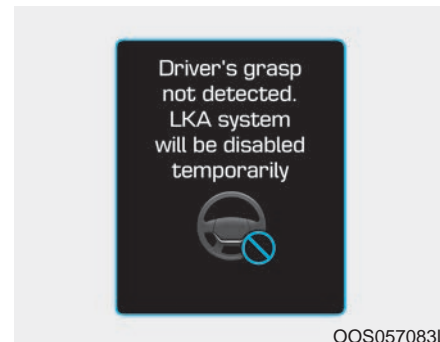 Driver's grasp
not detected.
LKA system
will be disabled
temporarily
OOS057083L